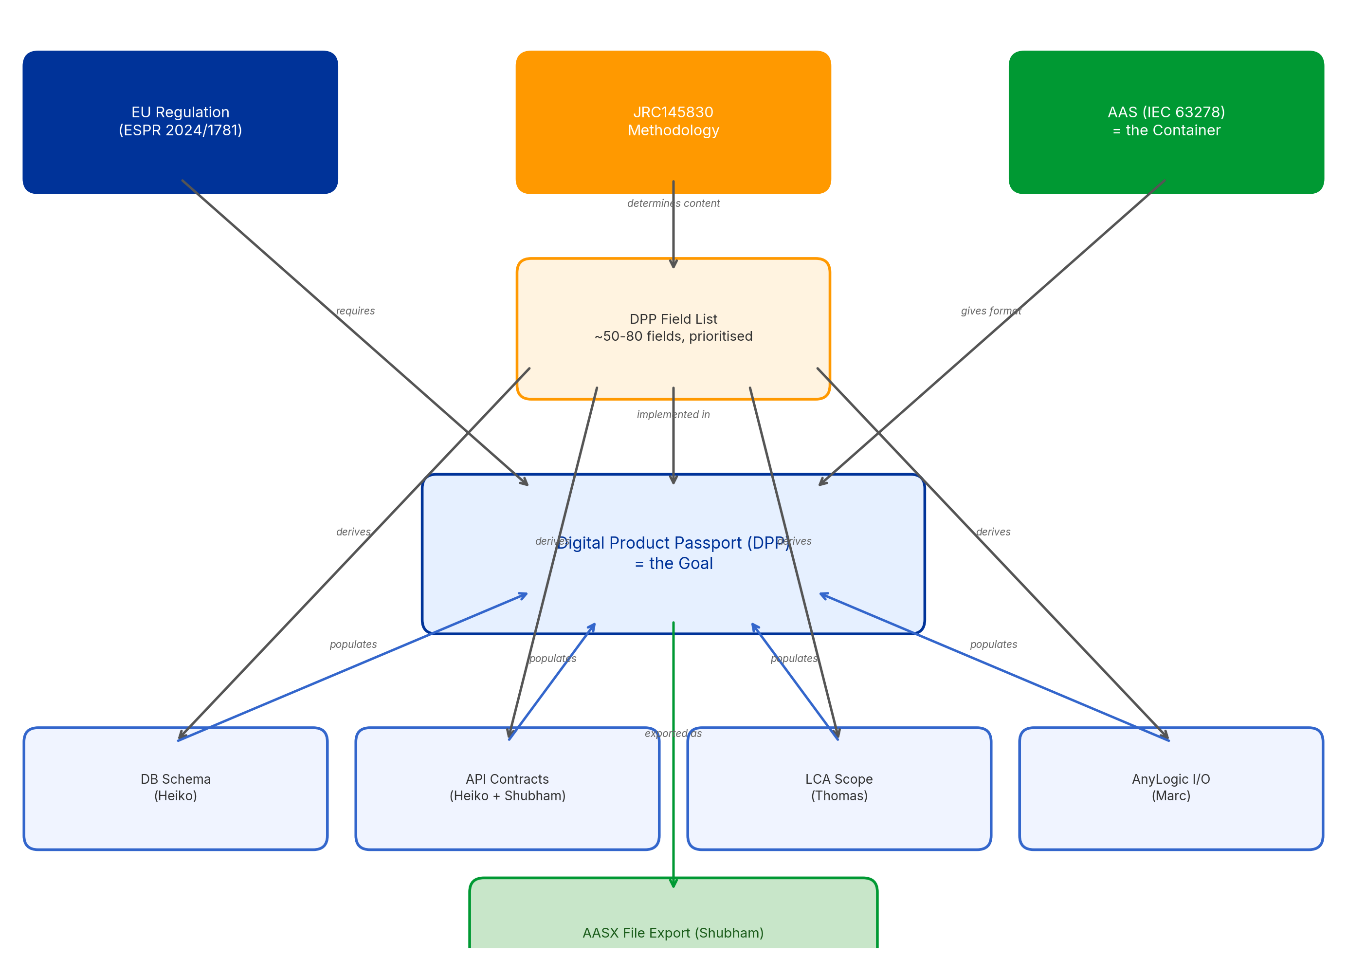 EU Regulation
(ESPR 2024/1781)
JRC145830
Methodology
AAS (IEC 63278)
= the Container
determines content
requires
gives format
DPP Field List
~50-80 fields, prioritised
implemented in
derives
derives
derives
derives
Digital Product Passport (DPP)
= the Goal
populates
populates
populates
populates
exported as
DB Schema
(Heiko)
API Contracts
(Heiko + Shubham)
LCA Scope
(Thomas)
AnyLogic I/O
(Marc)
AASX File Export (Shubham)